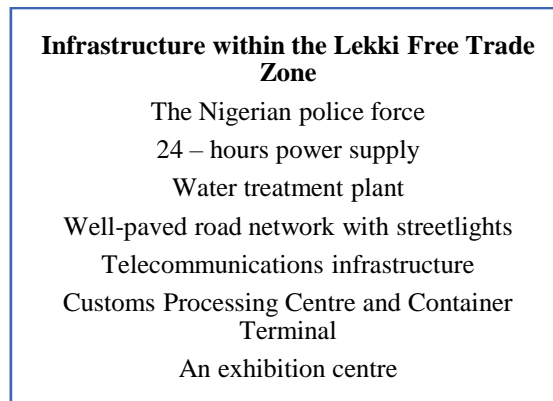 Infrastructure within the Lekki Free Trade
Zone
The Nigerian police force
24 – hours power supply
Water treatment plant
Well-paved road network with streetlights
Telecommunications infrastructure
Customs Processing Centre and Container
Terminal
An exhibition centre